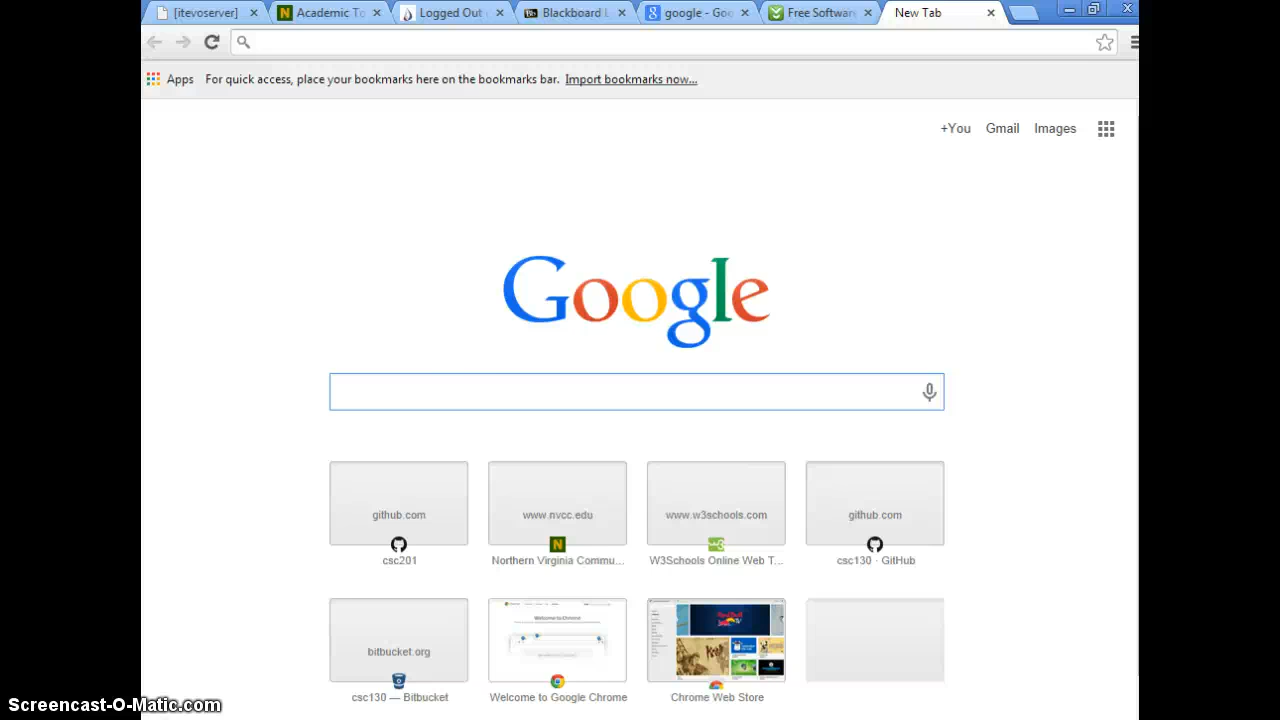 [itevoserver] Academic To Logged Out Blackboard L google - Goo Free Softwar New Tab
Apps For quick access, place your bookmarks here on the bookmarks bar. Import bookmarks now...
+You Gmail Images
Google
github.com www.nvcc.edu www.w3schools.com github.com
csc201 Northern Virginia Commu... W3Schools Online Web T... csc130 · GitHub
bitbucket.org Welcome to Chrome
csc130 — Bitbucket Welcome to Google Chrome Chrome Web Store
Screencast-O-Matic.com